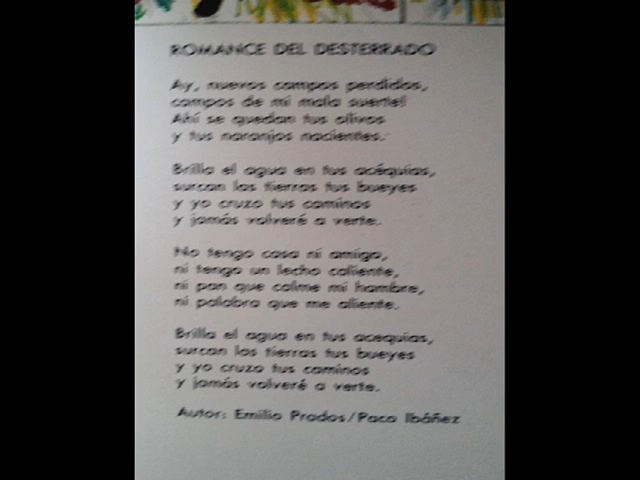 ROMANCE DEL DESTERRADO
Ay, nuevos campos perdidos,
campos de mi mala suerte!
Ahí se quedan tus olivos
y tus naranjos nacientes.
Brilla el agua en tus acéquias,
surcan las tierras tus bueyes
y yo cruzo tus caminos
y jamás volveré a verte.
No tengo casa ni amigo,
ni tengo un lecho caliente,
ni pan que calme mi hambre,
ni palabra que me aliente.
Brilla el agua en tus acequias,
surcan las tierras tus bueyes
y yo cruzo tus caminos
y jamás volveré a verte.
Autor: Emilio Prados/Paco Ibáñez